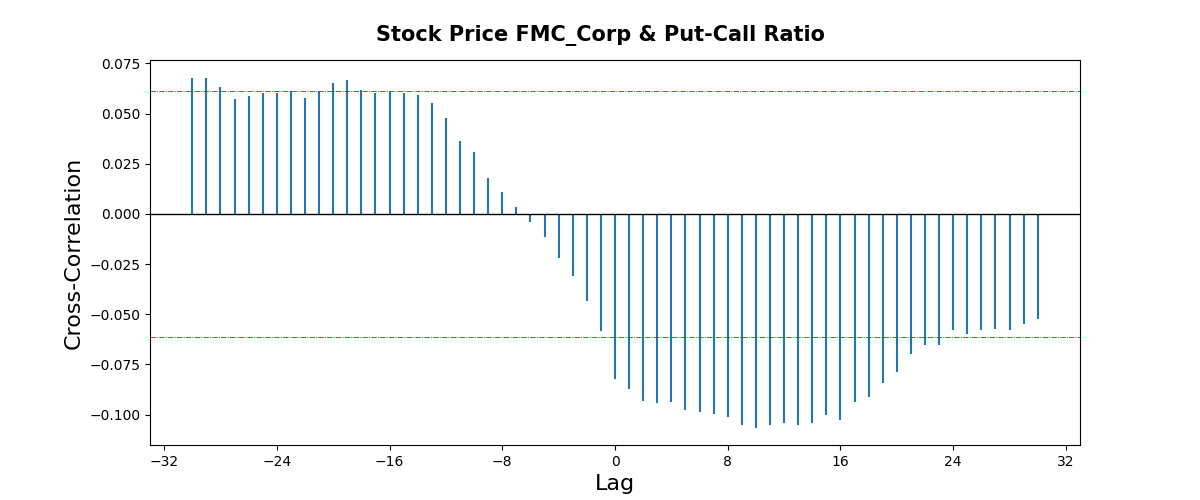 Stock Price FMC_Corp & Put-Call Ratio
0.075
0.050
0.025
0.000
−0.025
−0.050
−0.075
−0.100
Cross-Correlation
−32 −24 −16 −8 0 8 16 24 32
Lag